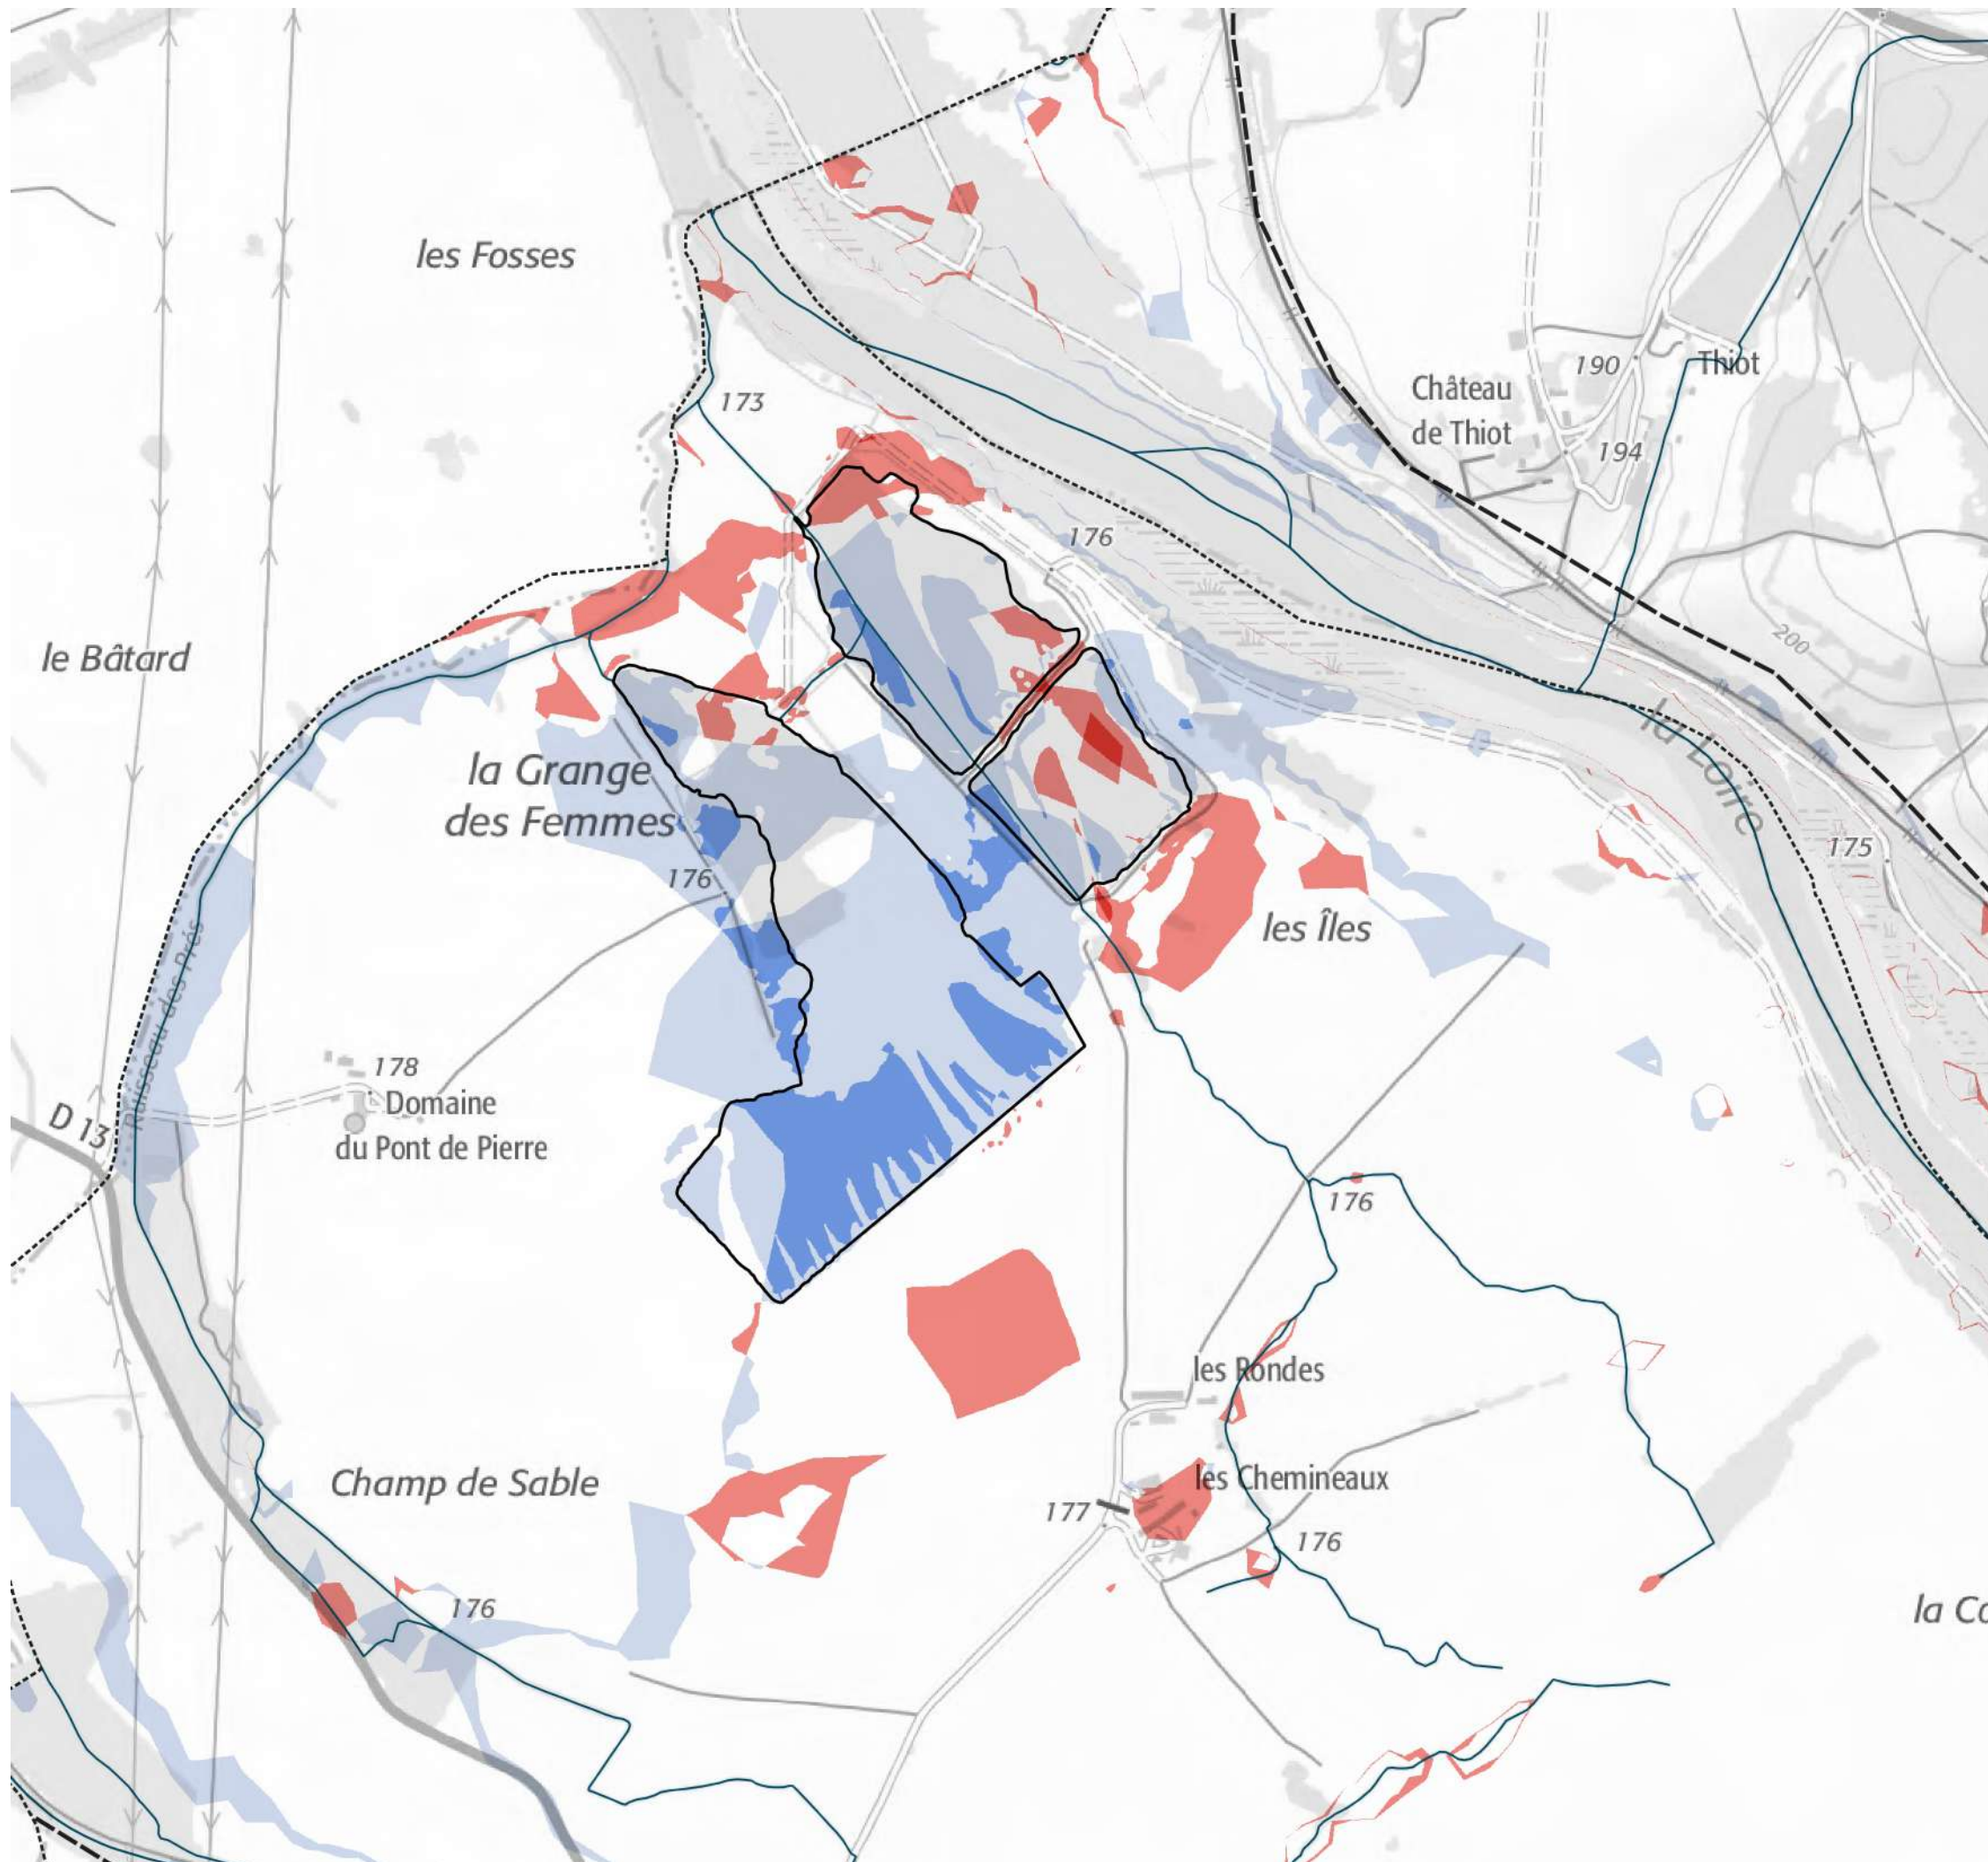 les Fosses
Thiot
190
Château
de Thiot
194
173
176
200
le Bâtard
la Loire
la Grange
des Femmes
175
176
les Îles
Ruisseau des Prés
178
D 13
Domaine
du Pont de Pierre
176
les Rondes
Champ de Sable
les Chemineaux
177
176
176
la Co